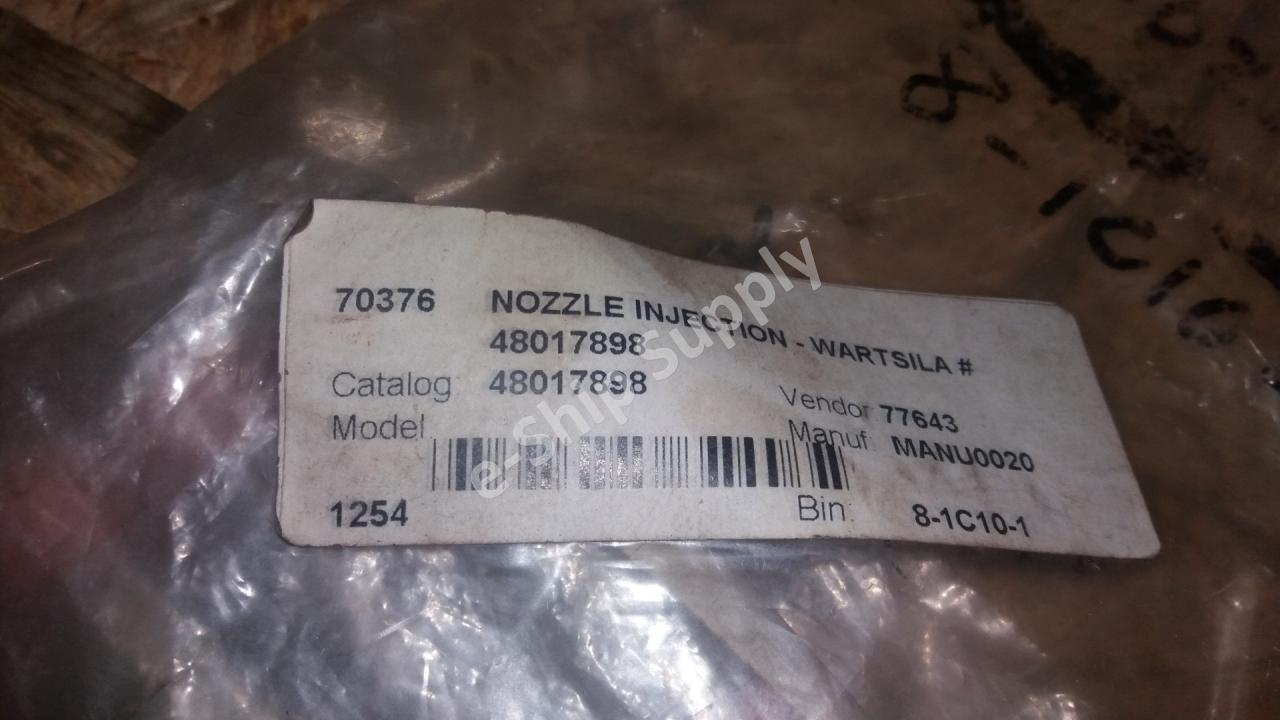 70376 NOZZLE INJECTION - WARTSILA #
48017898
Catalog 48017898
Vendor 77643
Model
Manuf: MANU0020
1254
Bin: 8-1C10-1
e-Ship Supply